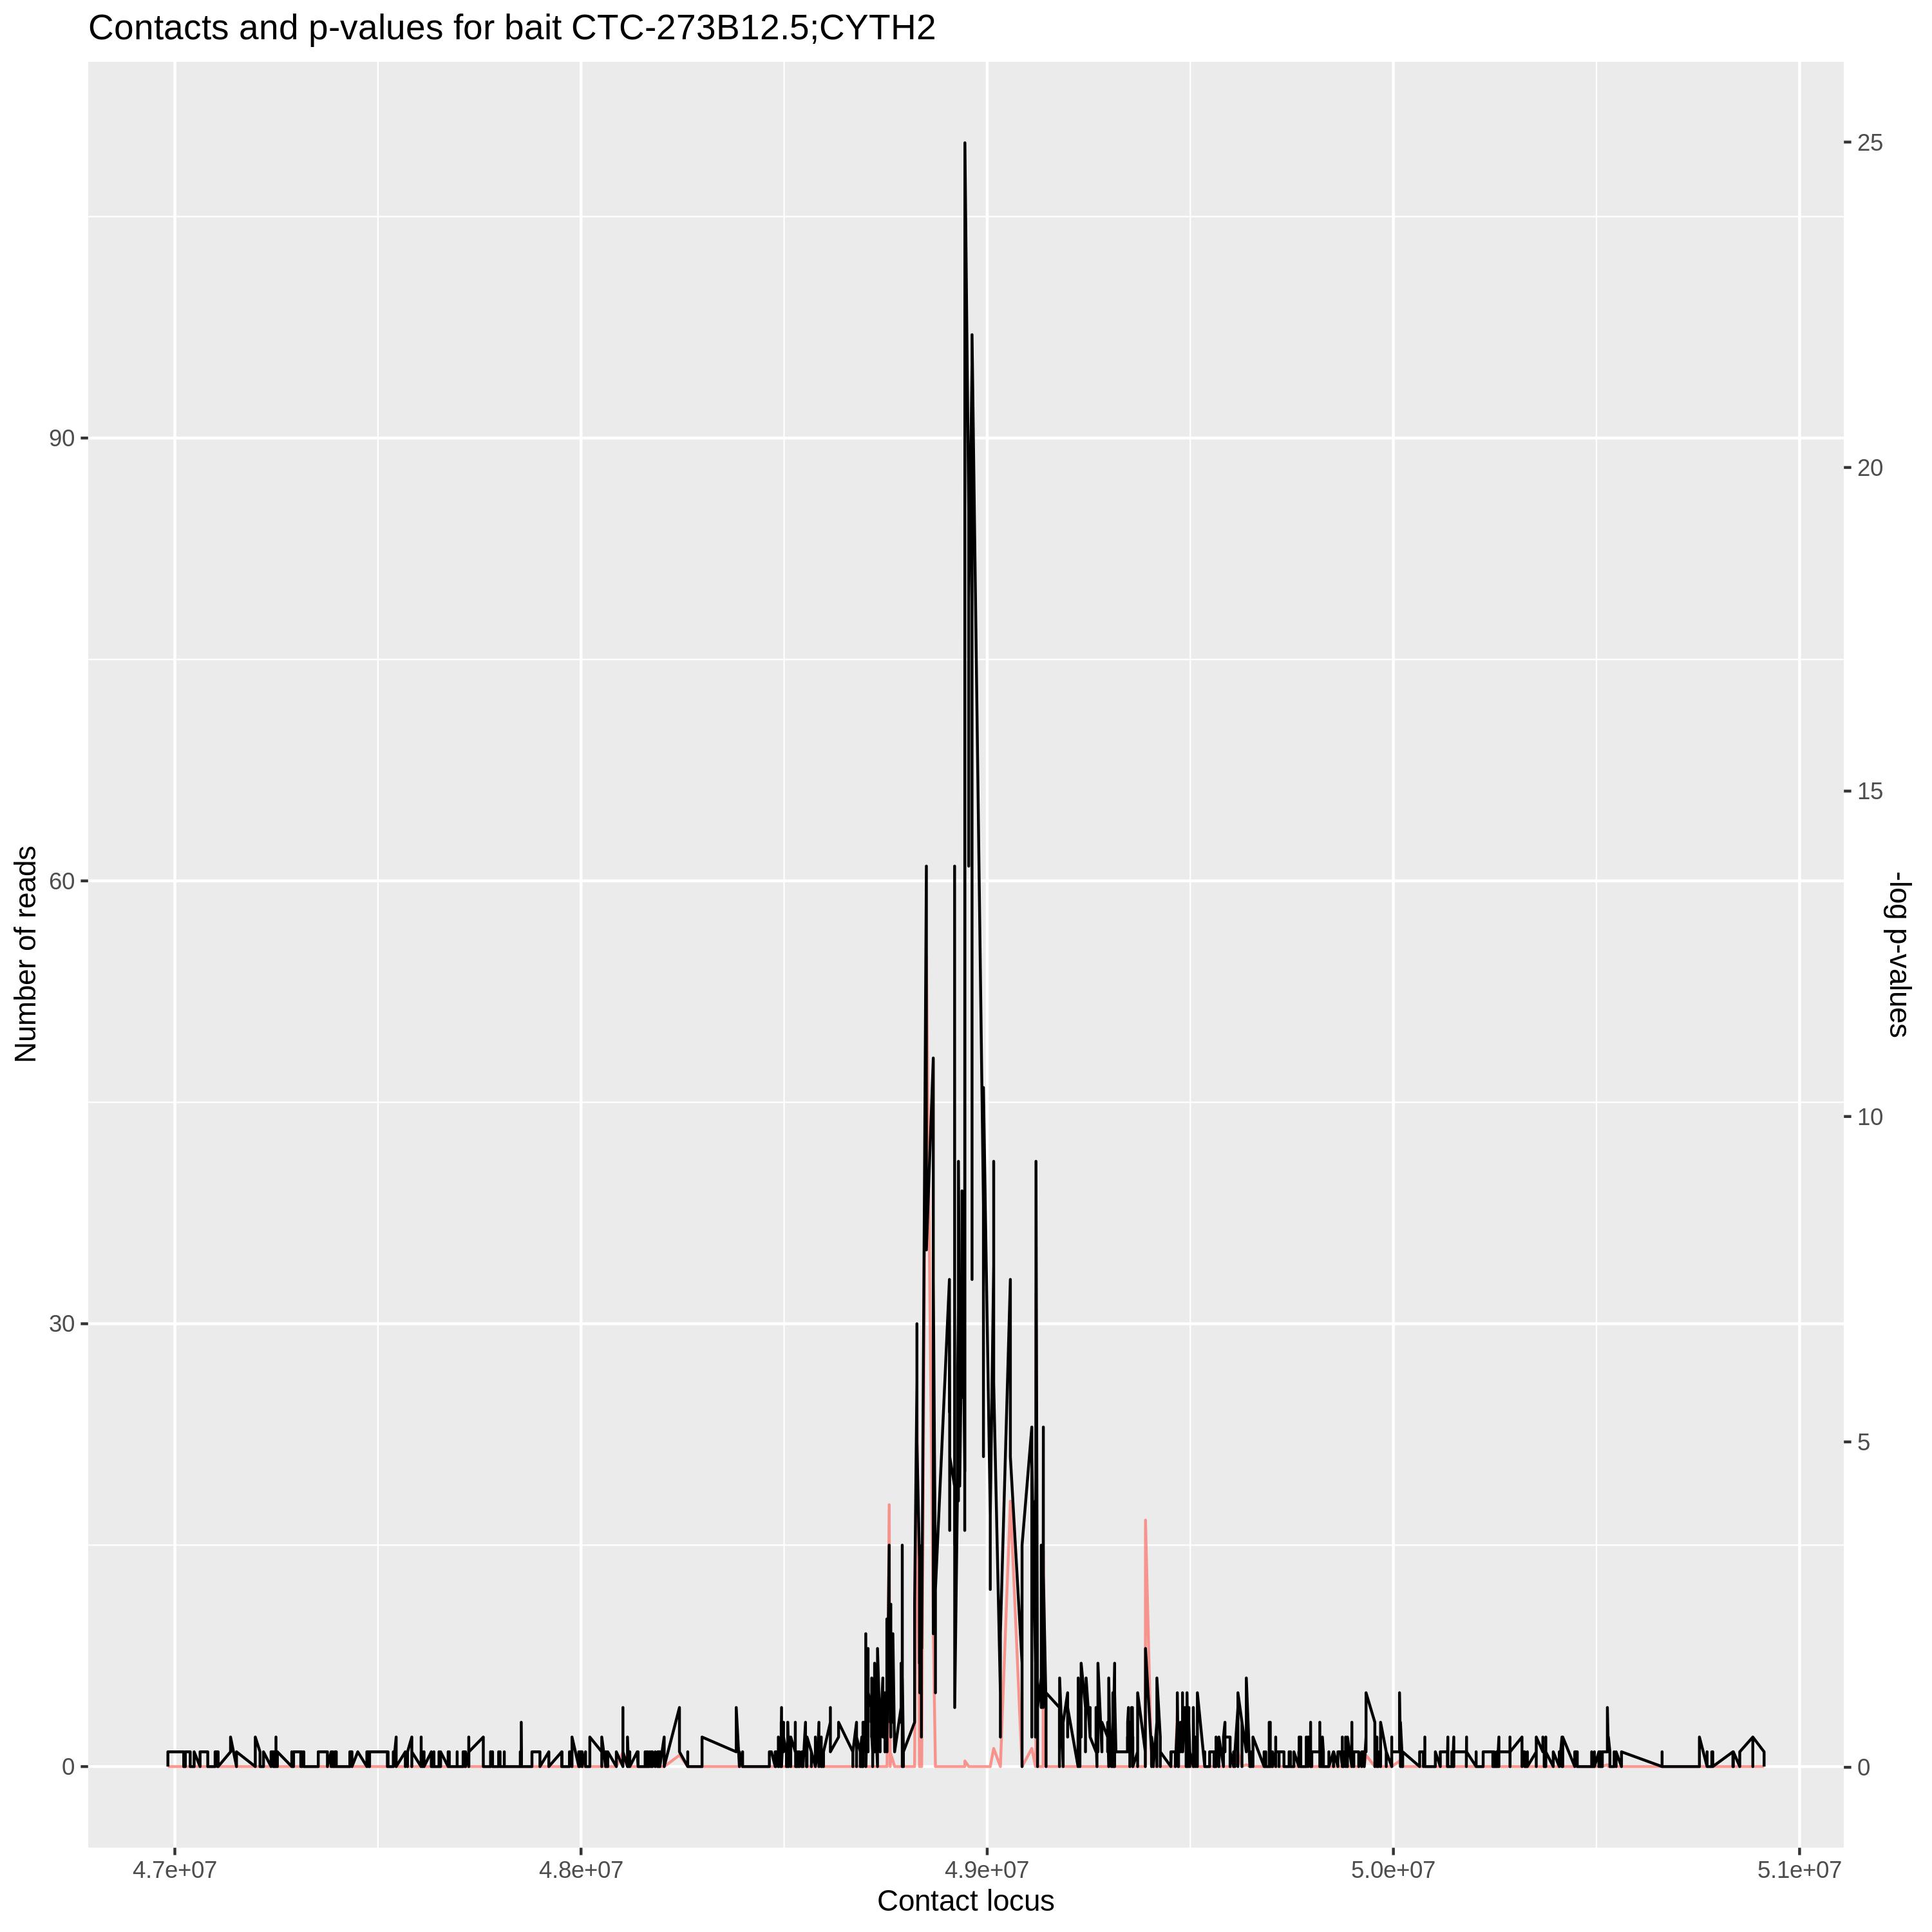 Contacts and p-values for bait CTC-273B12.5;CYTH2
25
90
20
15
60
Number of reads
-log p-values
10
30
5
0
0
4.7e+07 4.8e+07 4.9e+07 5.0e+07 5.1e+07
Contact locus